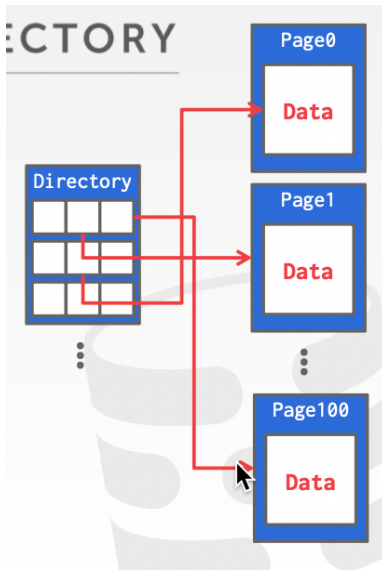 ECTORY
Page0
Data
Directory
Page1
Data
Page100
Data